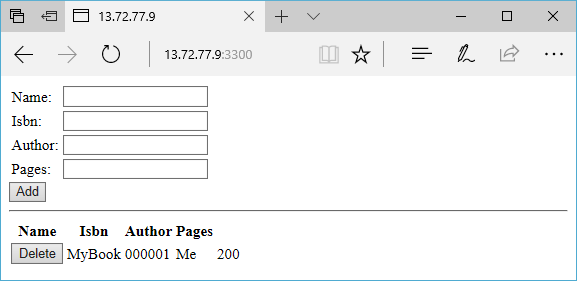 13.72.77.9
13.72.77.9:3300
Name:
Isbn:
Author:
Pages:
Add
Name Isbn Author Pages
Delete MyBook 000001 Me 200